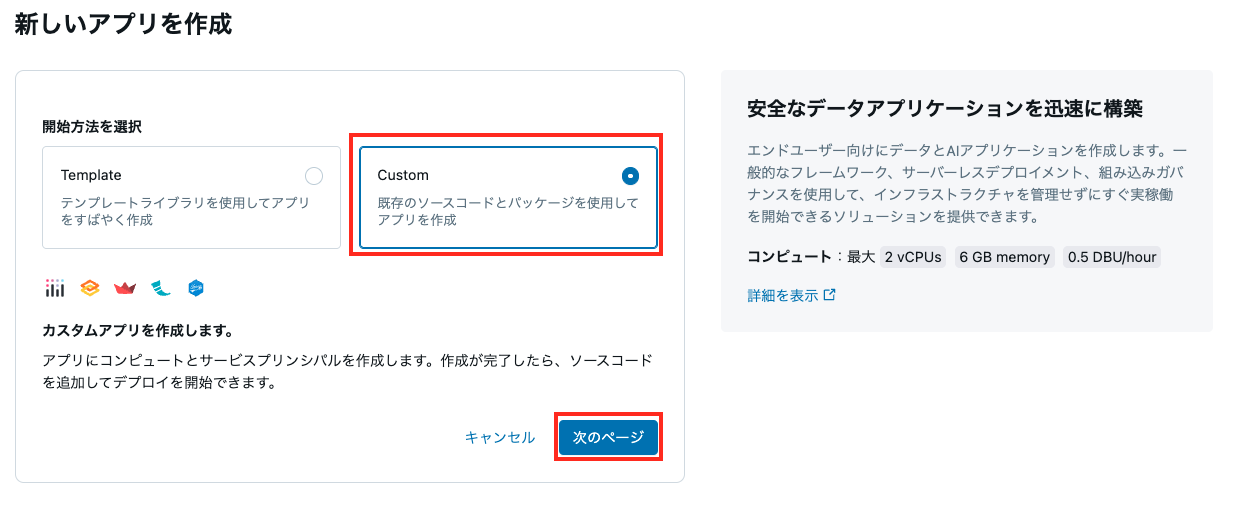 新しいアプリを作成
開始方法を選択
Template
テンプレートライブラリを使用してアプリ
をすばやく作成
Custom
既存のソースコードとパッケージを使用して
アプリを作成
カスタムアプリを作成します。
アプリにコンピュートとサービスプリンシパルを作成します。作成が完了したら、ソースコード
を追加してデプロイを開始できます。
キャンセル
次のページ
安全なデータアプリケーションを迅速に構築
エンドユーザー向けにデータとAIアプリケーションを作成します。一
般的なフレームワーク、サーバーレスデプロイメント、組み込みガバ
ナンスを使用して、インフラストラクチャを管理せずにすぐ実稼働
を開始できるソリューションを提供できます。
コンピュート：最大 2 vCPUs 6 GB memory 0.5 DBU/hour
詳細を表示